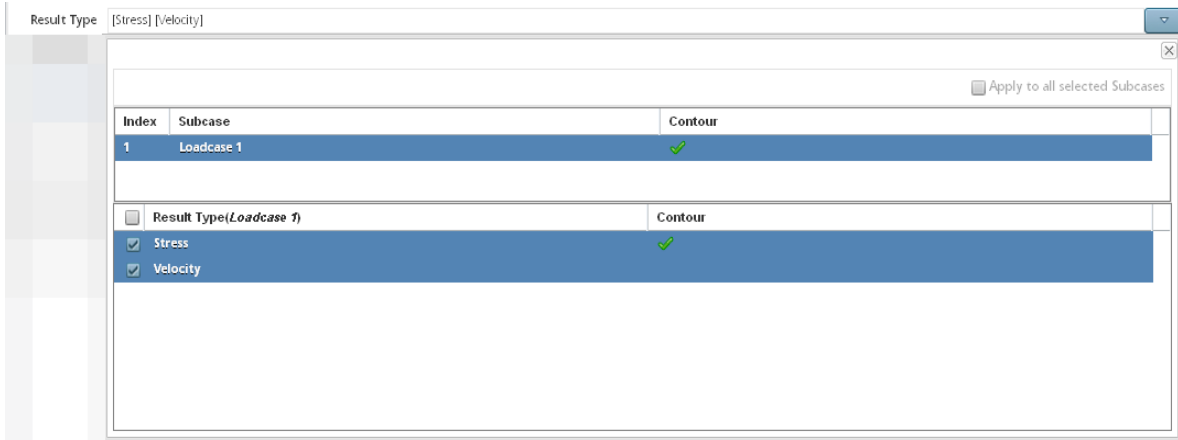 Result Type [Stress] [Velocity]
Apply to all selected Subcases
Index Subcase Contour
1 Loadcase 1
Result Type(Loadcase 1) Contour
Stress
Velocity